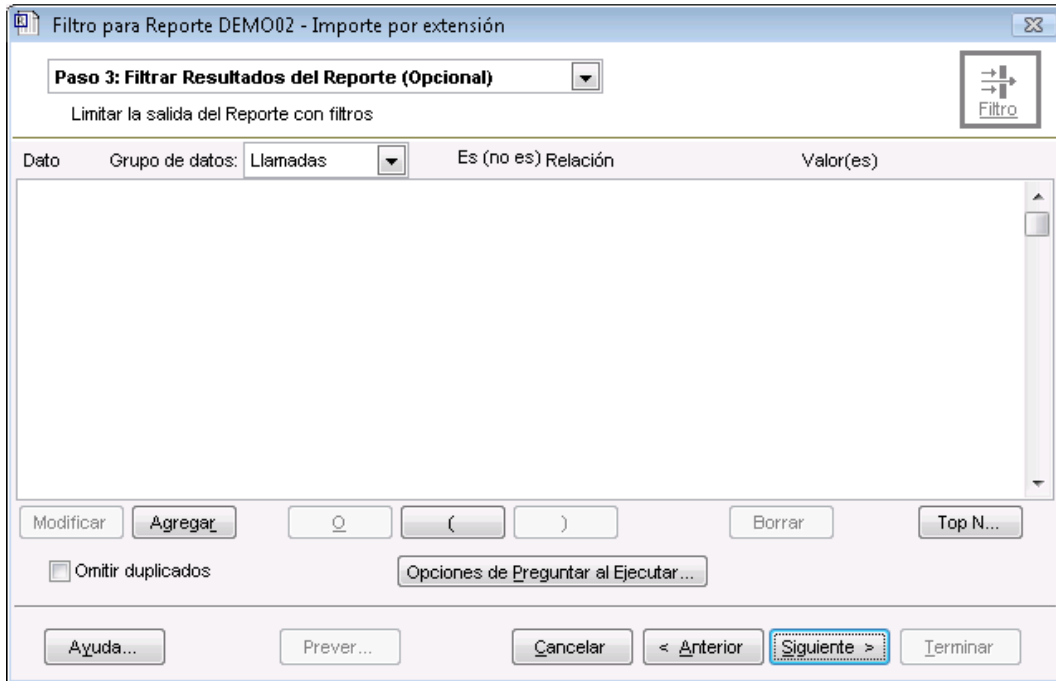 Filtro para Reporte DEMO02 - Importe por extensión
Paso 3: Filtrar Resultados del Reporte (Opcional)
Limitar la salida del Reporte con filtros
Filtro
Dato Grupo de datos: Llamadas Es (no es) Relación Valor(es)
Modificar Agregar O ( ) Borrar Top N...
Omitir duplicados Opciones de Preguntar al Ejecutar...
Ayuda... Prever... Cancelar < Anterior Siguiente > Terminar